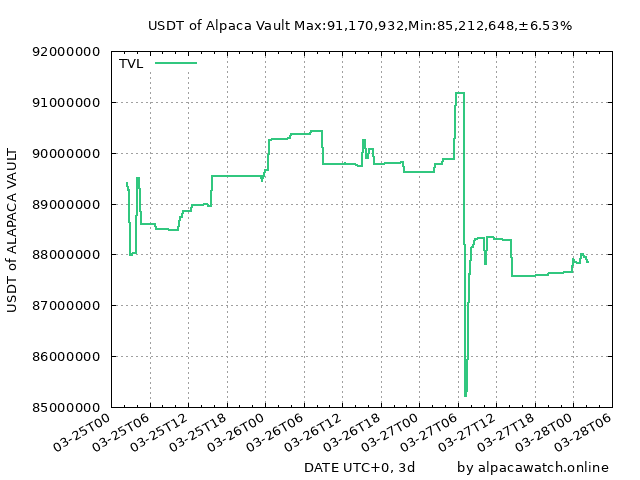 USDT of Alpaca Vault Max:91,170,932,Min:85,212,648,±6.53%
TVL
92000000
91000000
90000000
89000000
88000000
87000000
86000000
85000000
USDT of ALAPACA VAULT
03-25T00
03-25T06
03-25T12
03-25T18
03-26T00
03-26T06
03-26T12
03-26T18
03-27T00
03-27T06
03-27T12
03-27T18
03-28T00
03-28T06
DATE UTC+0, 3d
by alpacawatch.online